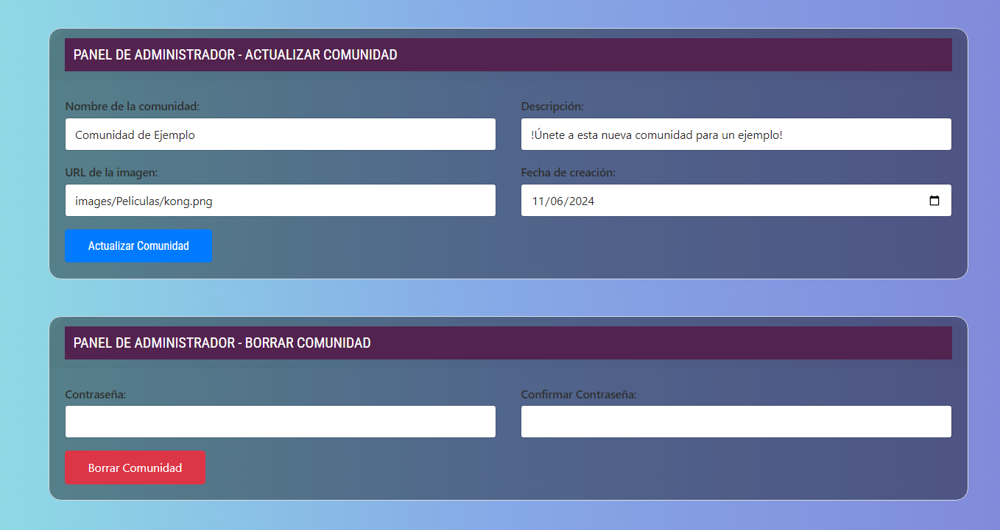 PANEL DE ADMINISTRADOR - ACTUALIZAR COMUNIDAD
Nombre de la comunidad:
Descripción:
Comunidad de Ejemplo
!Únete a esta nueva comunidad para un ejemplo!
URL de la imagen:
Fecha de creación:
images/Peliculas/kong.png
11/06/2024
Actualizar Comunidad
PANEL DE ADMINISTRADOR - BORRAR COMUNIDAD
Contraseña:
Confirmar Contraseña:
Borrar Comunidad